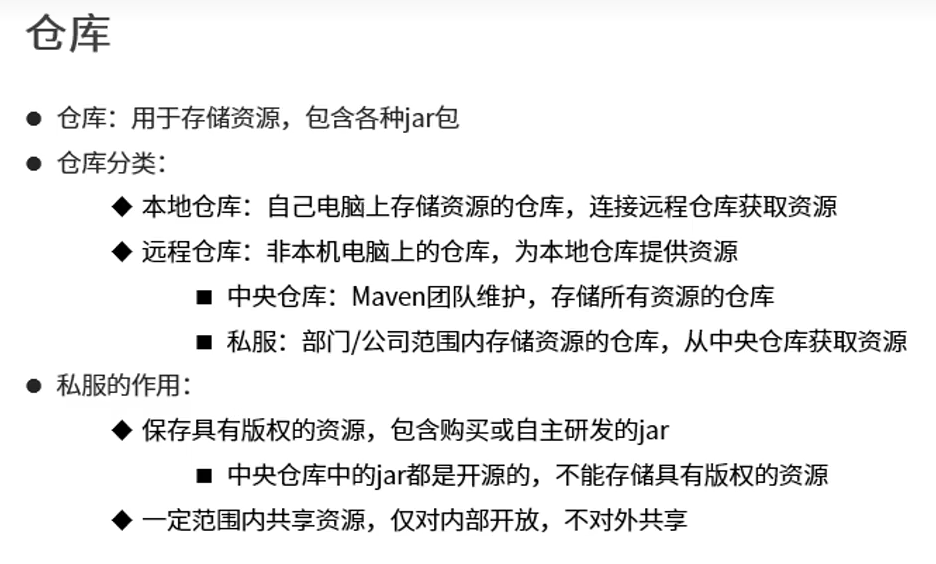 仓库
● 仓库：用于存储资源，包含各种jar包
● 仓库分类：
◆ 本地仓库：自己电脑上存储资源的仓库，连接远程仓库获取资源
◆ 远程仓库：非本机电脑上的仓库，为本地仓库提供资源
■ 中央仓库：Maven团队维护，存储所有资源的仓库
■ 私服：部门/公司范围内存储资源的仓库，从中央仓库获取资源
● 私服的作用：
◆ 保存具有版权的资源，包含购买或自主研发的jar
■ 中央仓库中的jar都是开源的，不能存储具有版权的资源
◆ 一定范围内共享资源，仅对内部开放，不对外共享